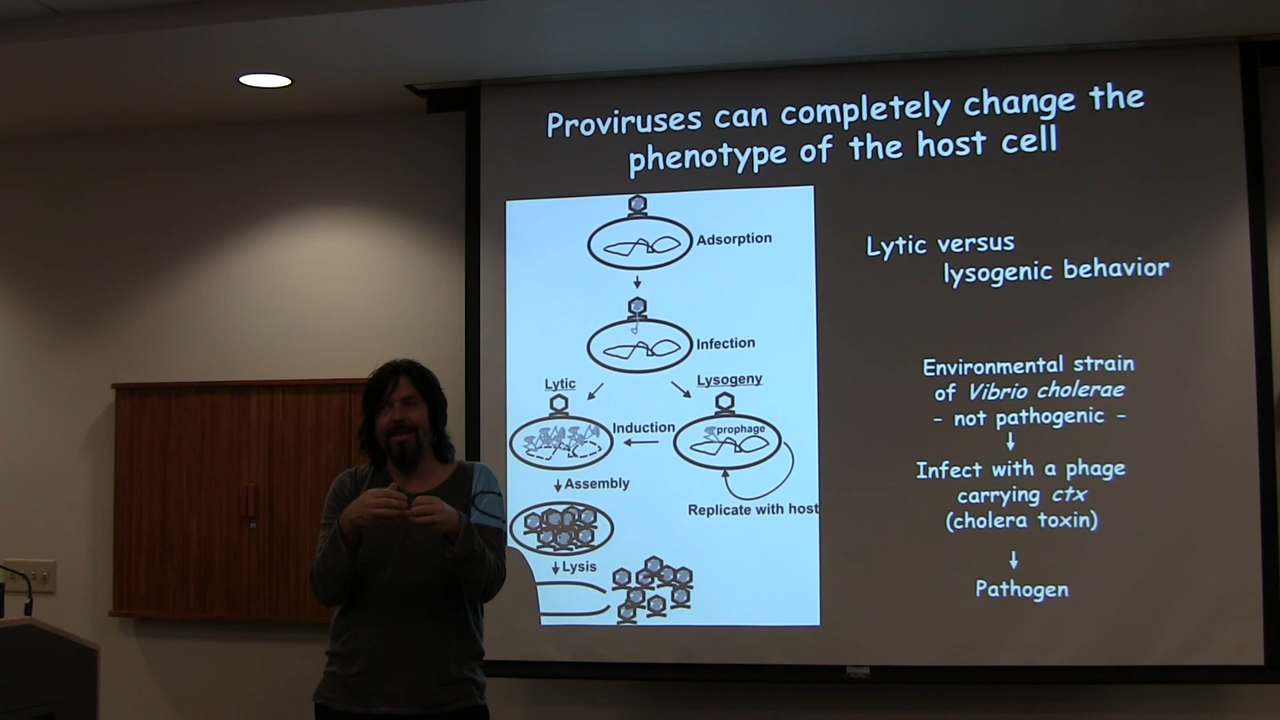 Proviruses can completely change the
phenotype of the host cell
Adsorption
Infection
Lytic
Lysogeny
Induction
prophage
Assembly
Replicate with host
Lysis
Lytic versus
lysogenic behavior
Environmental strain
of Vibrio cholerae
- not pathogenic -
Infect with a phage
carrying ctx
(cholera toxin)
Pathogen